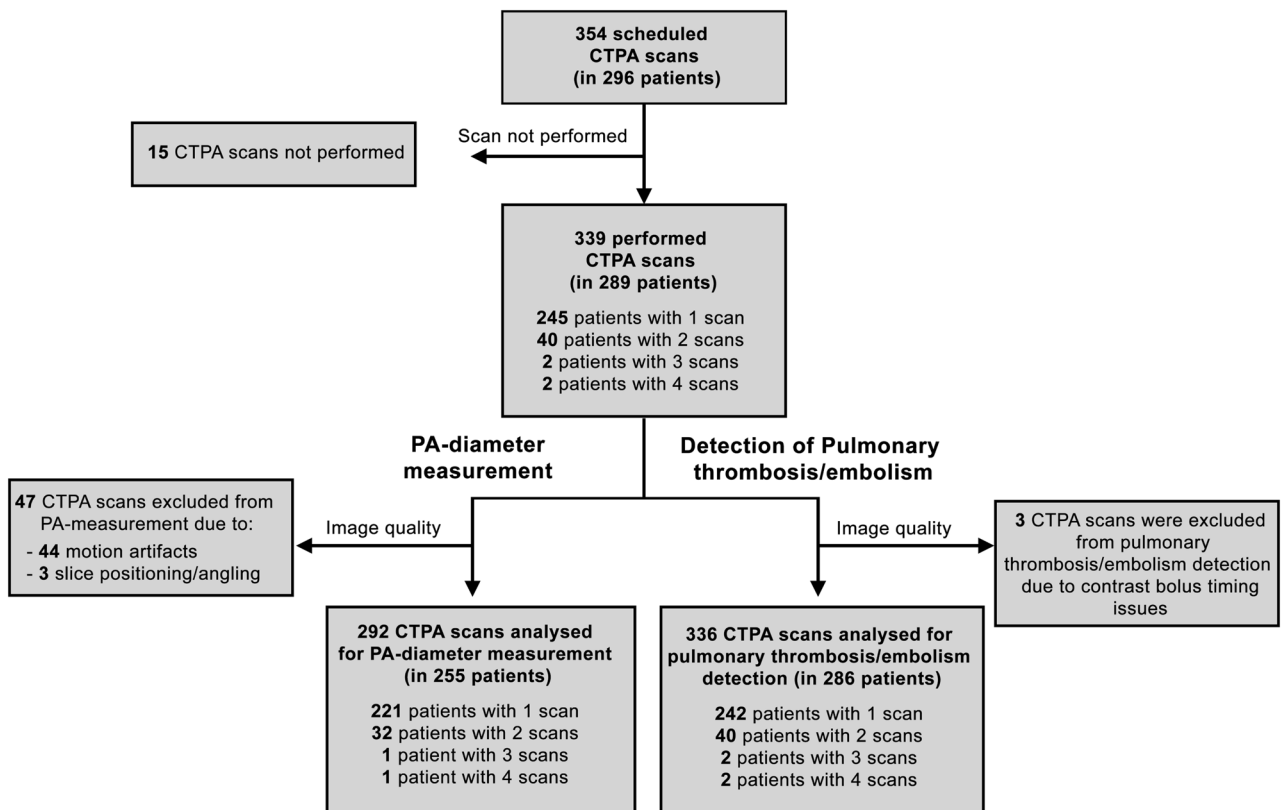 354 scheduled
CTPA scans
(in 296 patients)
Scan not performed
15 CTPA scans not performed
339 performed
CTPA scans
(in 289 patients)
245 patients with 1 scan
40 patients with 2 scans
2 patients with 3 scans
2 patients with 4 scans
PA-diameter
measurement
Detection of Pulmonary
thrombosis/embolism
47 CTPA scans excluded from
PA-measurement due to:
- 44 motion artifacts
- 3 slice positioning/angling
Image quality
Image quality
3 CTPA scans were excluded
from pulmonary
thrombosis/embolism detection
due to contrast bolus timing
issues
292 CTPA scans analysed
for PA-diameter measurement
(in 255 patients)
221 patients with 1 scan
32 patients with 2 scans
1 patient with 3 scans
1 patient with 4 scans
336 CTPA scans analysed for
pulmonary thrombosis/embolism
detection (in 286 patients)
242 patients with 1 scan
40 patients with 2 scans
2 patients with 3 scans
2 patients with 4 scans